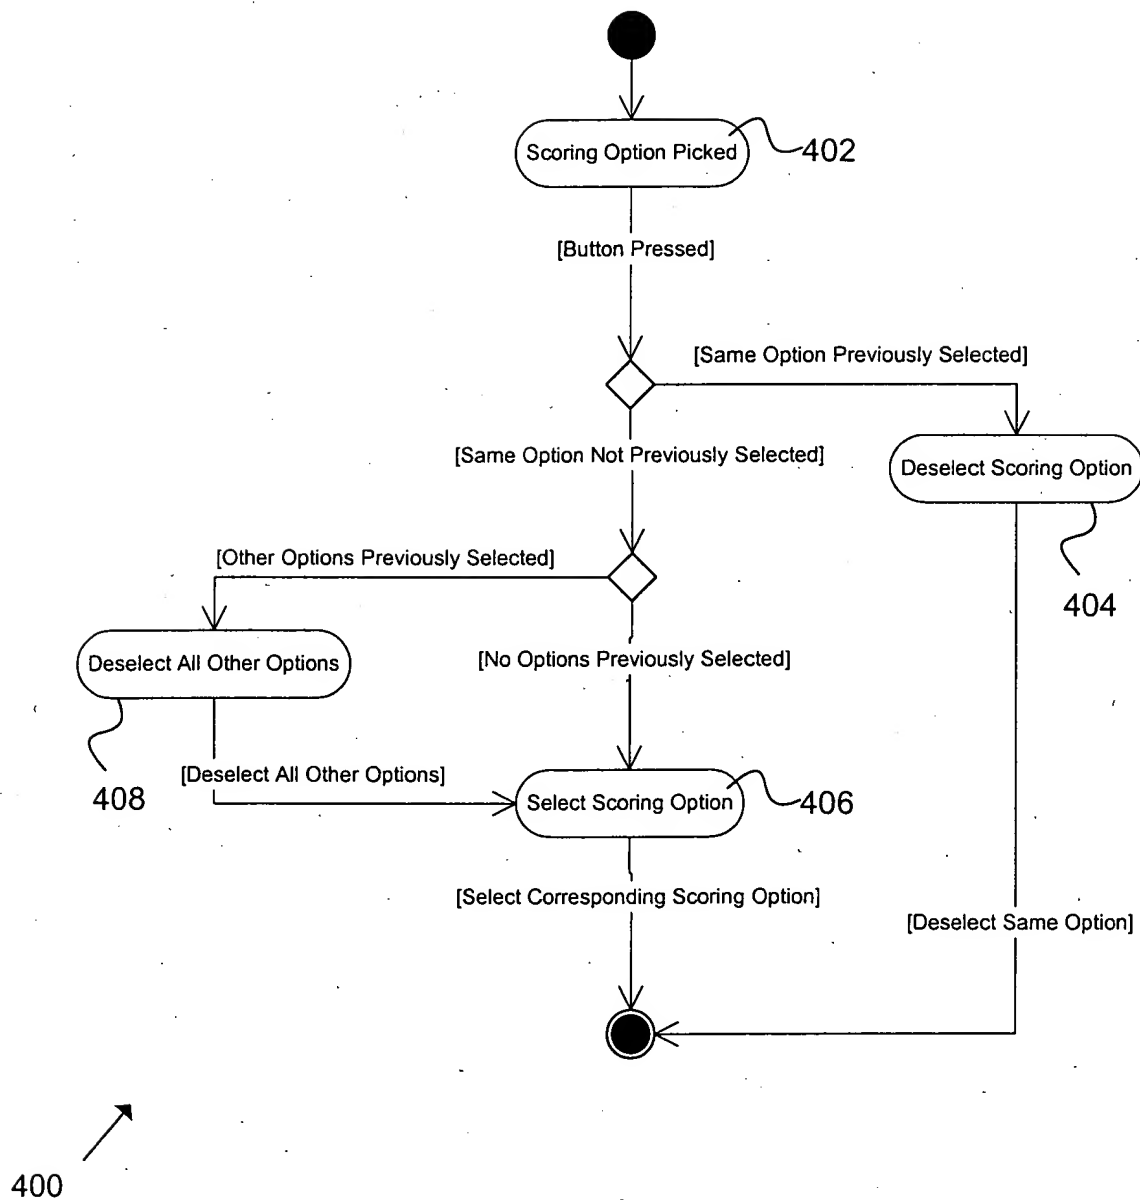 Scoring Option Picked
402
[Button Pressed]
[Same Option Previously Selected]
[Same Option Not Previously Selected]
Deselect Scoring Option
404
[Other Options Previously Selected]
Deselect All Other Options
408
[No Options Previously Selected]
[Deselect All Other Options]
Select Scoring Option
406
[Select Corresponding Scoring Option]
[Deselect Same Option]
400